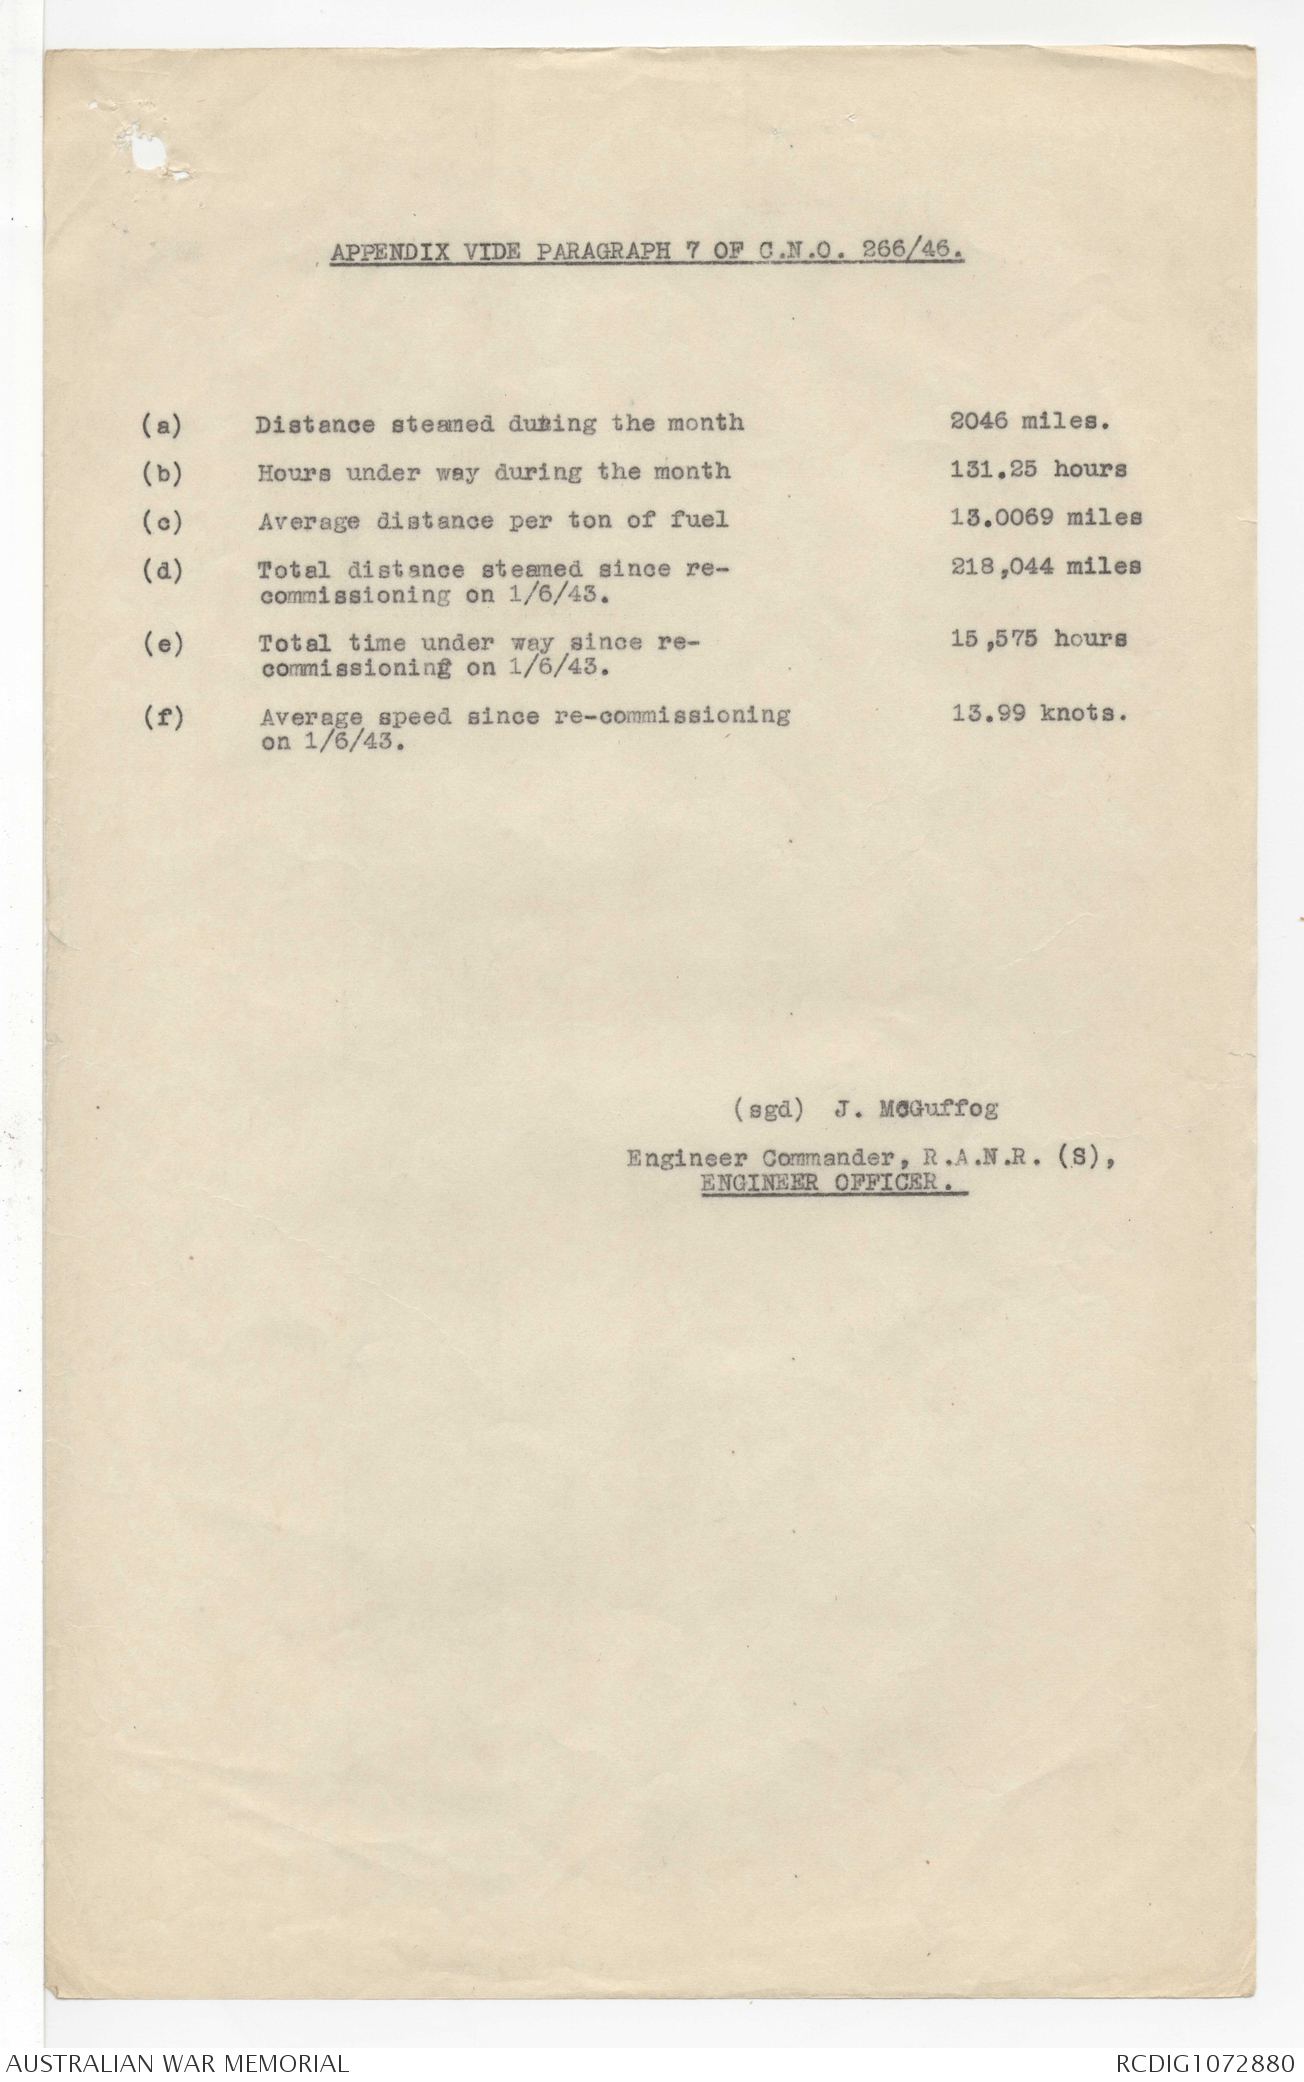 APPENDIX VIDE PARAGRAPH 7 OF C.N.O. 266/46.
(a) Distance steamed during the month 2046 miles.
(b) Hours under way during the month 131.25 hours
(c) Average distance per ton of fuel 13.0069 miles
(d) Total distance steamed since re- 218,044 miles
commissioning on 1/6/43.
(e) Total time under way since re- 15,575 hours
commissioning on 1/6/43.
(f) Average speed since re-commissioning 13.99 knots.
on 1/6/43.
(sgd) J. McGuffog
Engineer Commander, R.A.N.R. (S),
ENGINEER OFFICER.
AUSTRALIAN WAR MEMORIAL RCDIG1072880